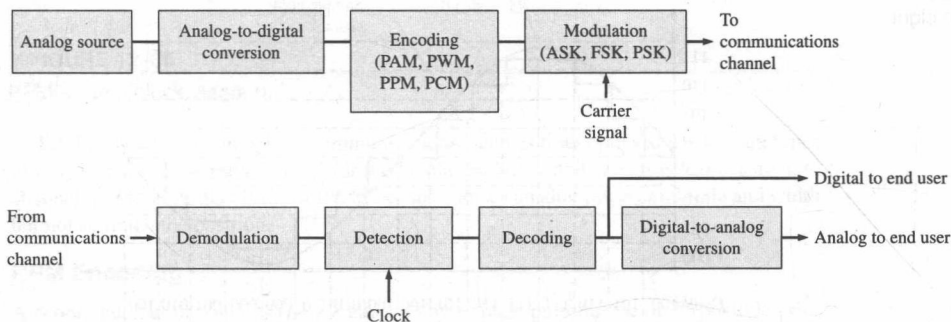 Analog source
Analog-to-digital
conversion
Encoding
(PAM, PWM,
PPM, PCM)
Modulation
(ASK, FSK, PSK)
To
communications
channel
Carrier
signal
Digital to end user
From
communications
channel
Demodulation
Detection
Decoding
Digital-to-analog
conversion
Analog to end user
Clock